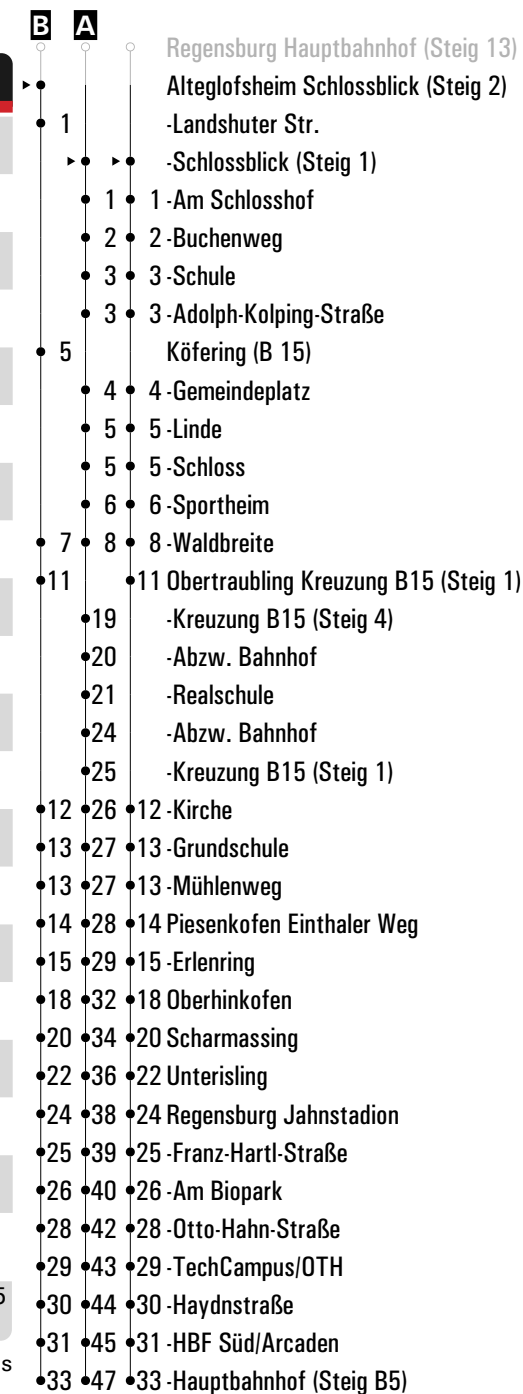 B A
Regensburg Hauptbahnhof (Steig 13)
Alteglofsheim Schlossblick (Steig 2)
1 -Landshuter Str.
-Schlossblick (Steig 1)
1 1 -Am Schlosshof
2 2 -Buchenweg
3 3 -Schule
3 3 -Adolph-Kolping-Straße
5 Köfering (B 15)
4 4 -Gemeindeplatz
5 5 -Linde
5 5 -Schloss
6 6 -Sportheim
7 8 8 -Waldbreite
11 11 Obertraubling Kreuzung B15 (Steig 1)
19 -Kreuzung B15 (Steig 4)
20 -Abzw. Bahnhof
21 -Realschule
24 -Abzw. Bahnhof
25 -Kreuzung B15 (Steig 1)
12 26 12 -Kirche
13 27 13 -Grundschule
13 27 13 -Mühlenweg
14 28 14 Piesenkofen Einthaler Weg
15 29 15 -Erlenring
18 32 18 Oberhinkofen
20 34 20 Scharmassing
22 36 22 Unterisling
24 38 24 Regensburg Jahnstadion
25 39 25 -Franz-Hartl-Straße
26 40 26 -Am Biopark
28 42 28 -Otto-Hahn-Straße
29 43 29 -TechCampus/OTH
5
30 44 30 -Haydnstraße
31 45 31 -HBF Süd/Arcaden
s
33 47 33 -Hauptbahnhof (Steig B5)